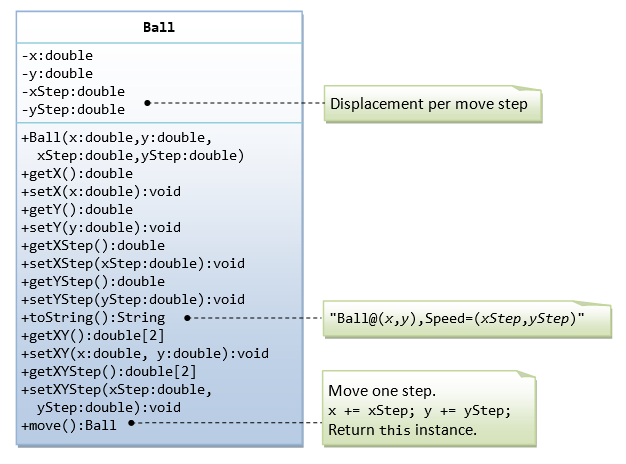 Ball
-x:double
-y:double
-xStep:double
-yStep:double
Displacement per move step
+Ball(x:double,y:double,
xStep:double,yStep:double)
+getX():double
+setX(x:double):void
+getY():double
+setY(y:double):void
+getXStep():double
+setXStep(xStep:double):void
+getYStep():double
+setYStep(yStep:double):void
+toString():String
"Ball@(x,y),Speed=(xStep,yStep)"
+getXY():double[2]
+setXY(x:double, y:double):void
+getXYStep():double[2]
+setXYStep(xStep:double,
yStep:double):void
+move():Ball
Move one step.
x += xStep; y += yStep;
Return this instance.